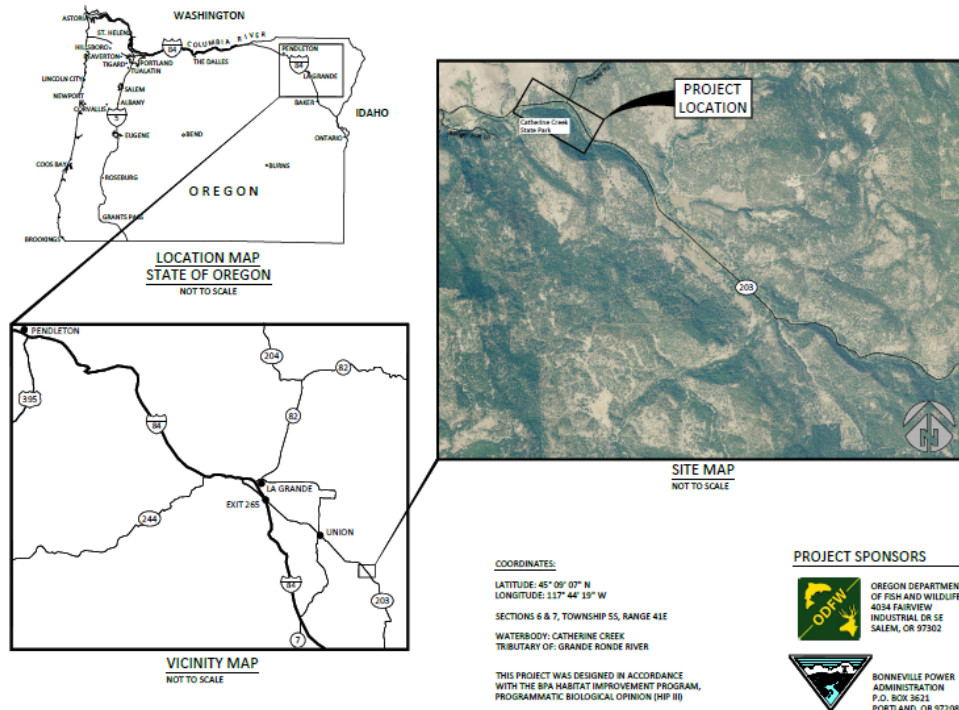 WASHINGTON
ASTORIA
ST. HELENS
COLUMBIA RIVER
HILLSBORO
84
BEAVERTON
PORTLAND
TIGARD
TUALATIN
THE DALLES
PENDLETON
84
LA GRANDE
LINCOLN CITY
SALEM
NEWPORT
ALBANY
CORVALLIS
BAKER
IDAHO
5
EUGENE
BEND
ONTARIO
COOS BAY
BURNS
ROSEBURG
OREGON
GRANTS PASS
BROOKINGS
LOCATION MAP
STATE OF OREGON
NOT TO SCALE
PROJECT
LOCATION
Catherine Creek
State Park
203
N
SITE MAP
NOT TO SCALE
PENDLETON
204
82
395
82
84
LA GRANDE
EXIT 265
244
UNION
84
203
7
VICINITY MAP
NOT TO SCALE
COORDINATES:
LATITUDE: 45° 09' 07" N
LONGITUDE: 117° 44' 19" W
SECTIONS 6 & 7, TOWNSHIP 5S, RANGE 41E
WATERBODY: CATHERINE CREEK
TRIBUTARY OF: GRANDE RONDE RIVER
THIS PROJECT WAS DESIGNED IN ACCORDANCE
WITH THE BPA HABITAT IMPROVEMENT PROGRAM,
PROGRAMMATIC BIOLOGICAL OPINION (HIP III)
PROJECT SPONSORS
ODFW
OREGON DEPARTMENT
OF FISH AND WILDLIFE
4034 FAIRVIEW
INDUSTRIAL DR SE
SALEM, OR 97302
BONNEVILLE POWER
ADMINISTRATION
P.O. BOX 3621
PORTLAND, OR 97208